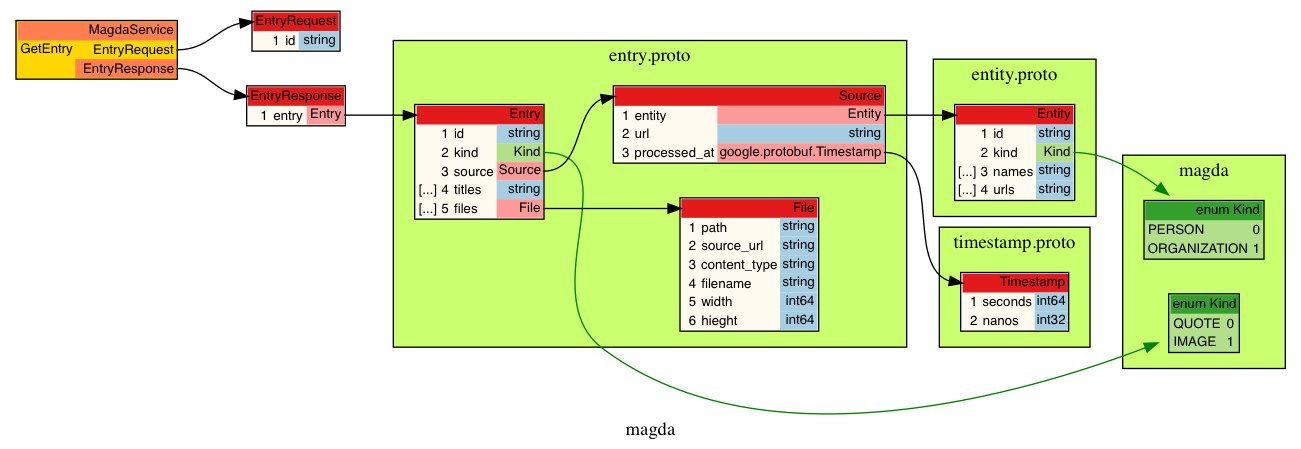 MagdaService
GetEntry EntryRequest
EntryResponse
EntryRequest
1 id string
EntryResponse
1 entry Entry
entry.proto
Entry
1 id string
2 kind Kind
3 source Source
[...] 4 titles string
[...] 5 files File
Source
1 entity Entity
2 url string
3 processed_at google.protobuf.Timestamp
File
1 path string
2 source_url string
3 content_type string
4 filename string
5 width int64
6 hieght int64
entity.proto
Entity
1 id string
2 kind Kind
[...] 3 names string
[...] 4 urls string
timestamp.proto
Timestamp
1 seconds int64
2 nanos int32
magda
enum Kind
PERSON 0
ORGANIZATION 1
enum Kind
QUOTE 0
IMAGE 1
magda